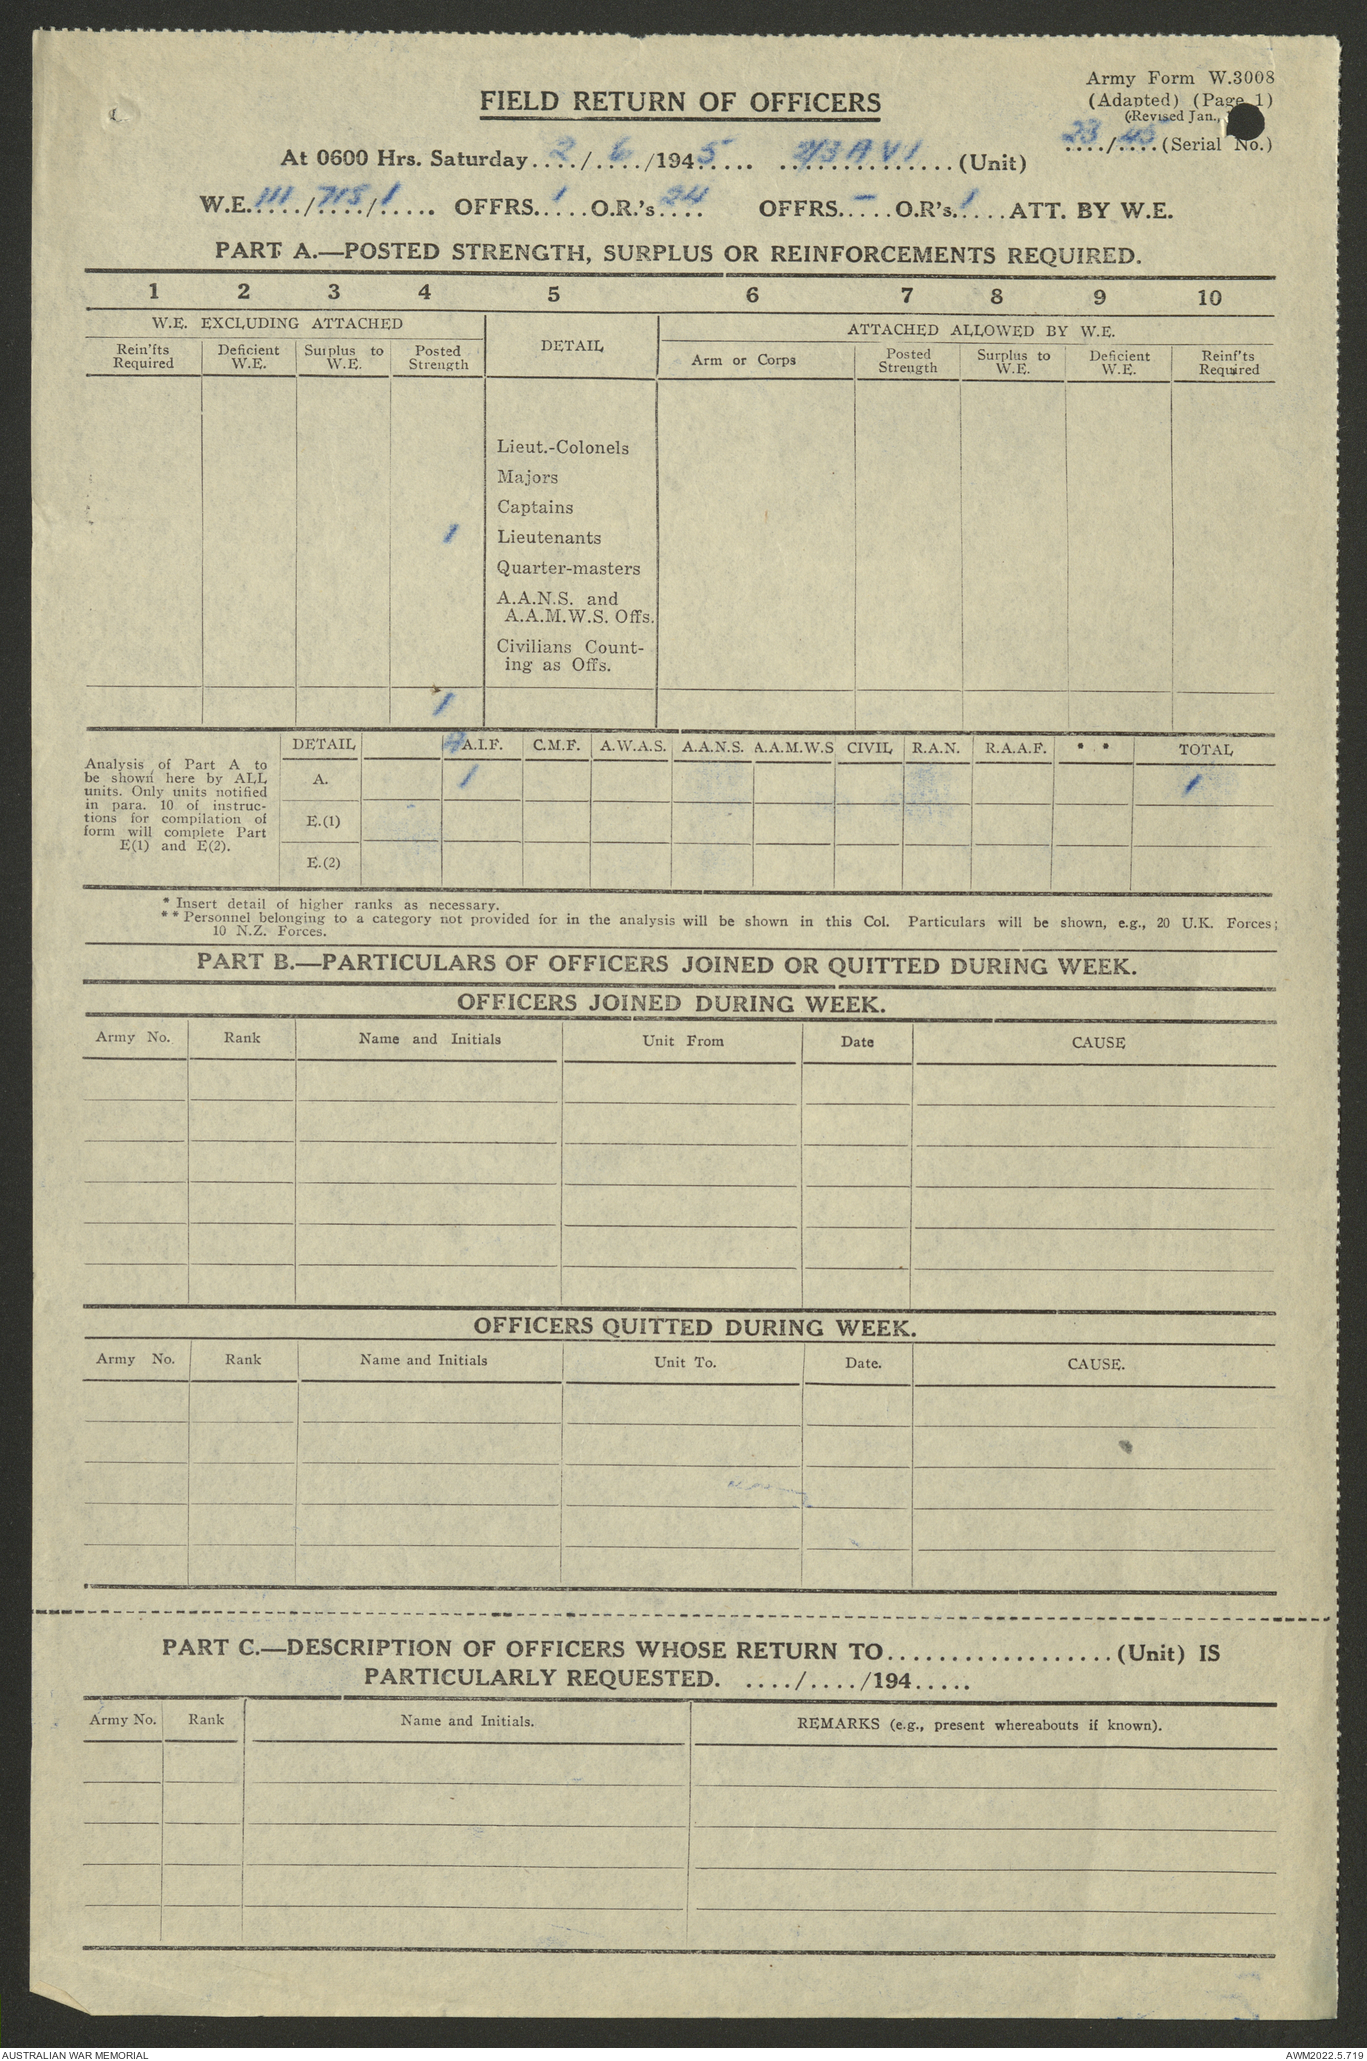 Army Form W.3008
FIELD RETURN OF OFFICERS
(Adapted) (Page 1)
(Revised Jan.,
At 0600 Hrs. Saturday....2..../....6..../1945..... ....2/3 A V I....(Unit)
23/45 (Serial No.)
W.E. 111/718/1 OFFRS. 1 O.R.'s 24 OFFRS. – O.R's. 1 ATT. BY W.E.
PART A.—POSTED STRENGTH, SURPLUS OR REINFORCEMENTS REQUIRED.
1 2 3 4 5 6 7 8 9 10
W.E. EXCLUDING ATTACHED DETAIL ATTACHED ALLOWED BY W.E.
Rein'fts Required Deficient W.E. Surplus to W.E. Posted Strength Arm or Corps Posted Strength Surplus to W.E. Deficient W.E. Reinf'ts Required
Lieut.-Colonels
Majors
Captains
1 Lieutenants
Quarter-masters
A.A.N.S. and
A.A.M.W.S. Offs.
Civilians Count-
ing as Offs.
1
DETAIL A.I.F. C.M.F. A.W.A.S. A.A.N.S. A.A.M.W.S CIVIL R.A.N. R.A.A.F. * * TOTAL
Analysis of Part A to
be shown here by ALL
units. Only units notified
in para. 10 of instruc-
tions for compilation of
form will complete Part
E(1) and E(2).
A. 1 1
E.(1)
E.(2)
* Insert detail of higher ranks as necessary.
** Personnel belonging to a category not provided for in the analysis will be shown in this Col. Particulars will be shown, e.g., 20 U.K. Forces;
10 N.Z. Forces.
PART B.—PARTICULARS OF OFFICERS JOINED OR QUITTED DURING WEEK.
OFFICERS JOINED DURING WEEK.
Army No. Rank Name and Initials Unit From Date CAUSE
OFFICERS QUITTED DURING WEEK.
Army No. Rank Name and Initials Unit To. Date. CAUSE.
PART C.—DESCRIPTION OF OFFICERS WHOSE RETURN TO..................(Unit) IS
PARTICULARLY REQUESTED. ..../..../194.....
Army No. Rank Name and Initials. REMARKS (e.g., present whereabouts if known).
AUSTRALIAN WAR MEMORIAL AWM2022.5.719